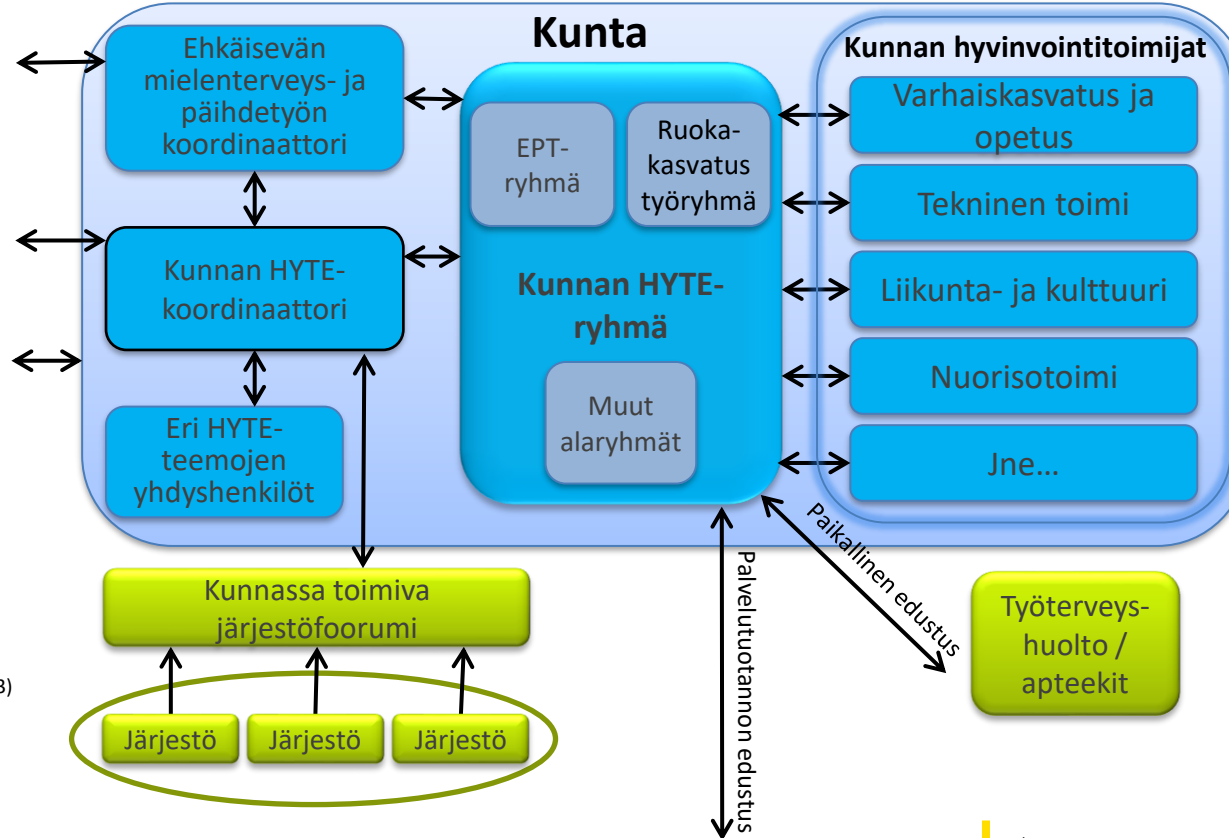 Kunta
Ehkäisevän
mielenterveys- ja
päihdetyön
koordinaattori
Kunnan HYTE-
koordinaattori
Eri HYTE-
teemojen
yhdyshenkilöt
EPT-
ryhmä
Ruoka-
kasvatus
työryhmä
Kunnan HYTE-
ryhmä
Muut
alaryhmät
Kunnan hyvinvointitoimijat
Varhaiskasvatus ja
opetus
Tekninen toimi
Liikunta- ja kulttuuri
Nuorisotoimi
Jne...
Kunnassa toimiva
järjestöfoorumi
Järjestö
Järjestö
Järjestö
Palvelutuotannon edustus
Paikallinen edustus
Työterveys-
huolto /
apteekit